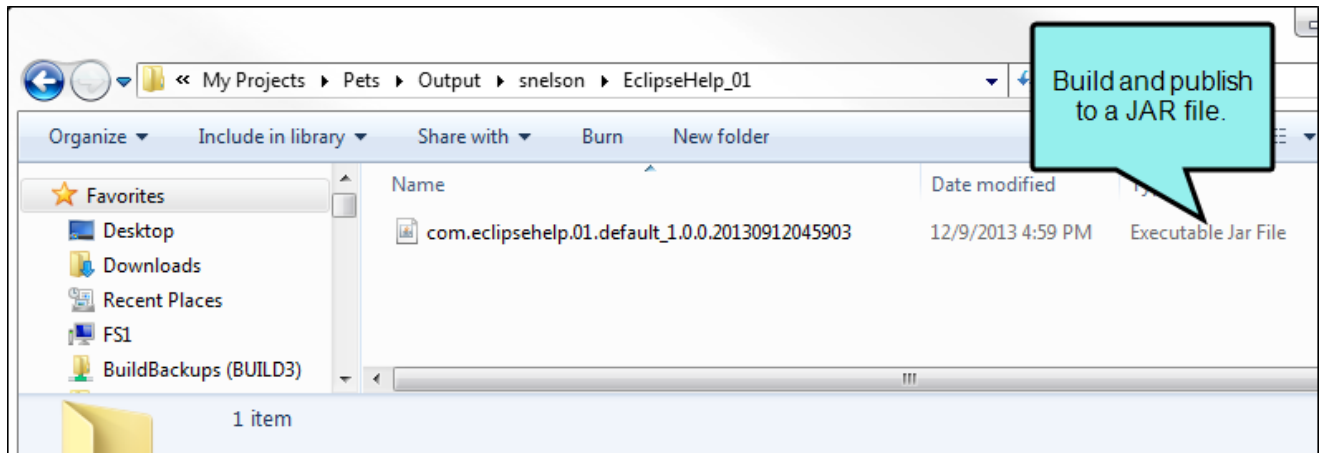 « My Projects ▸ Pets ▸ Output ▸ snelson ▸ EclipseHelp_01
Build and publish
to a JAR file.
Organize Include in library Share with Burn New folder
Favorites
Desktop
Downloads
Recent Places
FS1
BuildBackups (BUILD3)
Name Date modified
com.eclipsehelp.01.default_1.0.0.20130912045903 12/9/2013 4:59 PM Executable Jar File
1 item